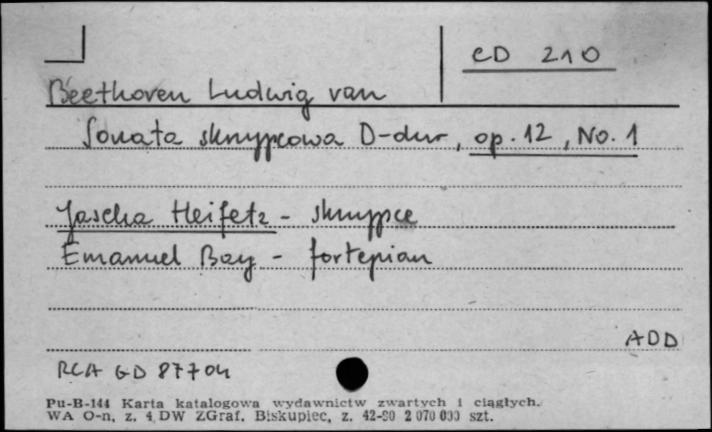 CD 210
Beethoven Ludwig van
Sonata skrzypcowa D-dur, op. 12, No. 1
Jascha Heifetz - skrzypce
Emanuel Bay - fortepian
ADD
RCA GD 87704
Pu-B-144 Karta katalogowa wydawnictw zwartych i ciągłych.
WA O-n, z. 4 DW ZGraf. Biskupiec, z. 42-80 2 070 000 szt.